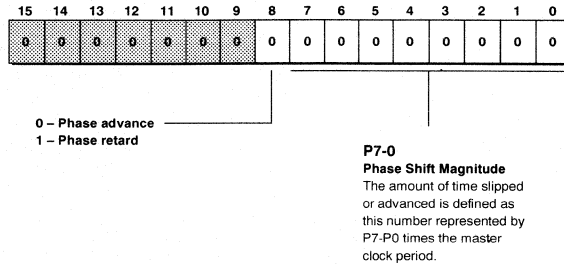 15 14 13 12 11 10 9 8 7 6 5 4 3 2 1 0
0 0 0 0 0 0 0 0 0 0 0 0 0 0 0 0
0 – Phase advance
1 – Phase retard
P7-0
Phase Shift Magnitude
The amount of time slipped
or advanced is defined as
this number represented by
P7-P0 times the master
clock period.